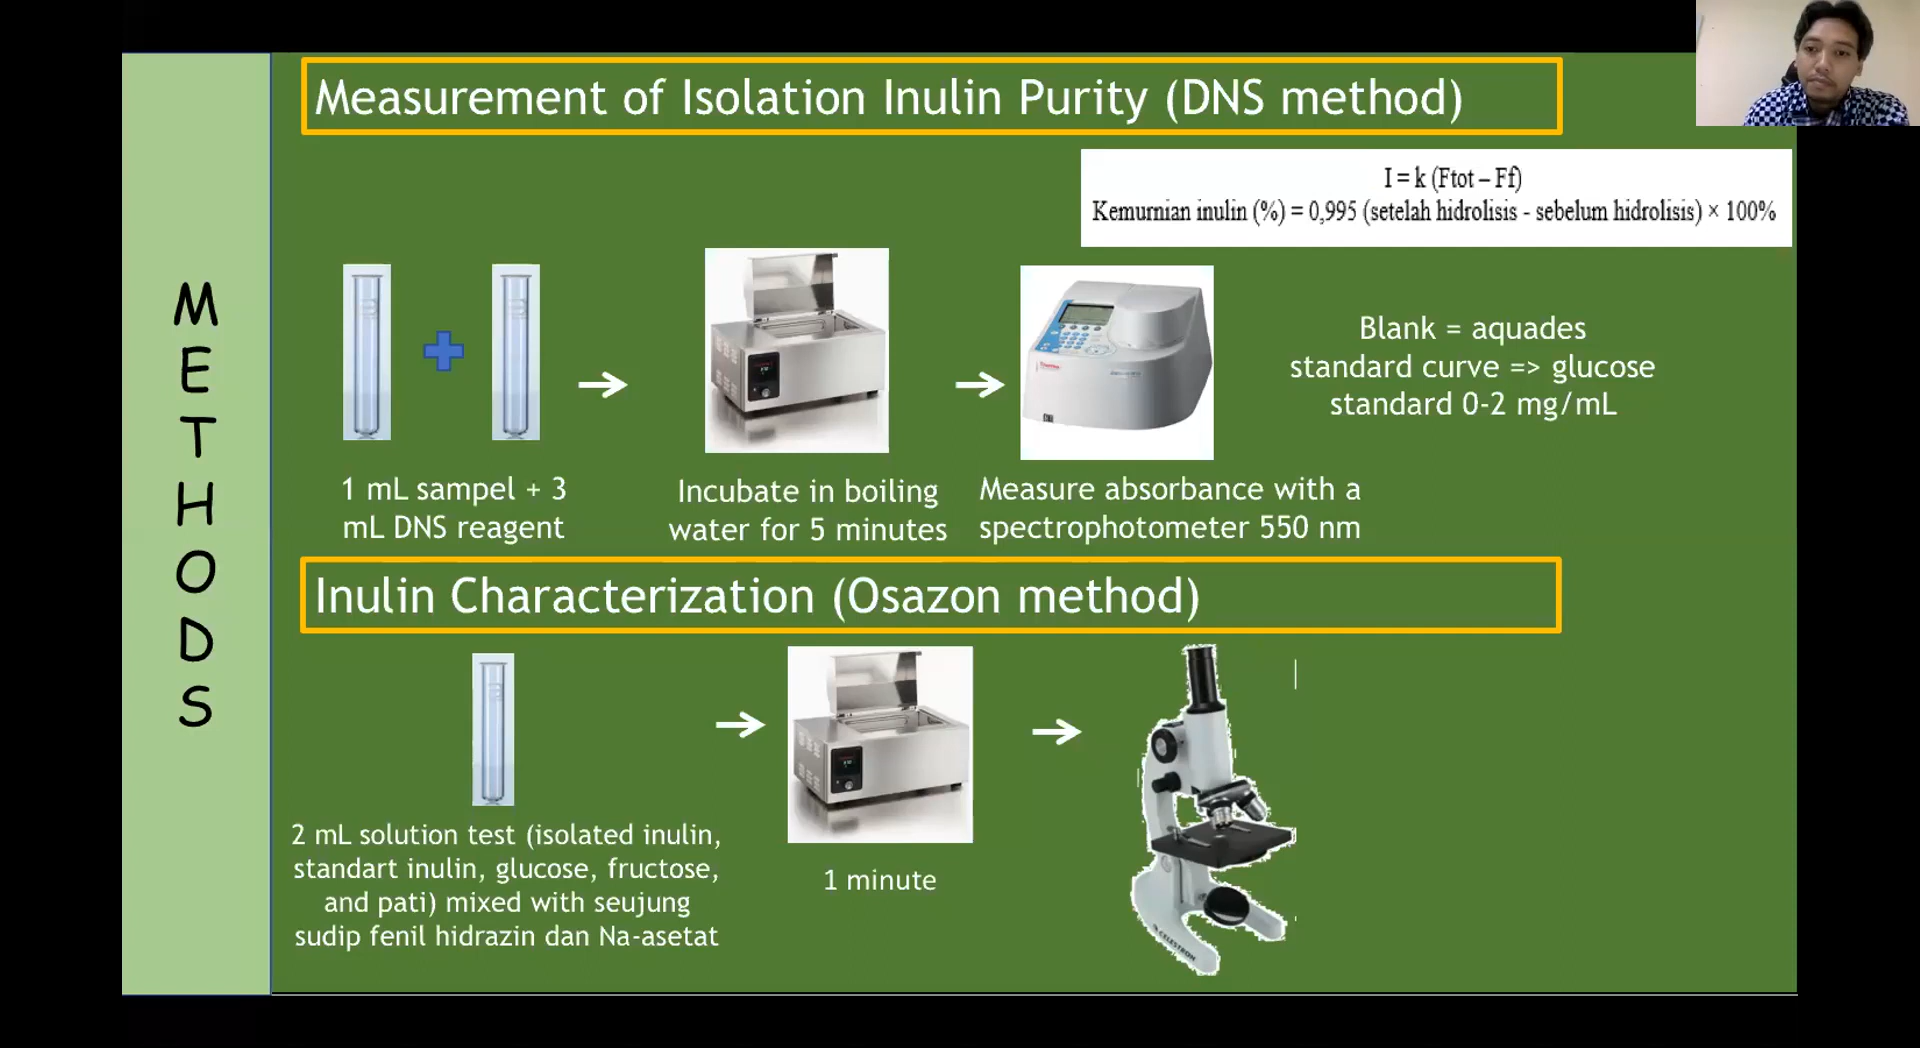 METHODS
Measurement of Isolation Inulin Purity (DNS method)
I = k (Ftot – Ff)
Kemurnian inulin (%) = 0,995 (setelah hidrolisis - sebelum hidrolisis) × 100%
1 mL sampel + 3
mL DNS reagent
Incubate in boiling
water for 5 minutes
Measure absorbance with a
spectrophotometer 550 nm
Blank = aquades
standard curve => glucose
standard 0-2 mg/mL
Inulin Characterization (Osazon method)
2 mL solution test (isolated inulin,
standart inulin, glucose, fructose,
and pati) mixed with seujung
sudip fenil hidrazin dan Na-asetat
1 minute
CELESTRON